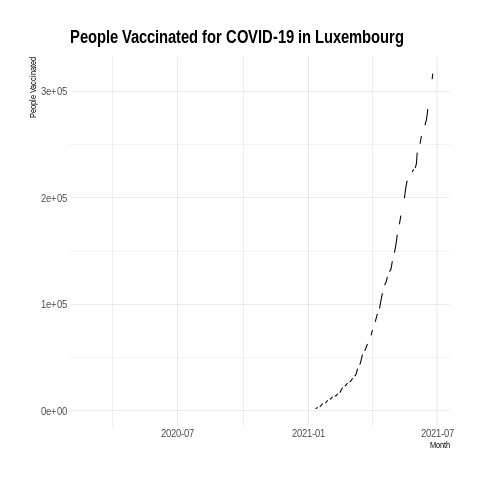 People Vaccinated for COVID-19 in Luxembourg
People Vaccinated
3e+05
2e+05
1e+05
0e+00
2020-07
2021-01
2021-07
Month